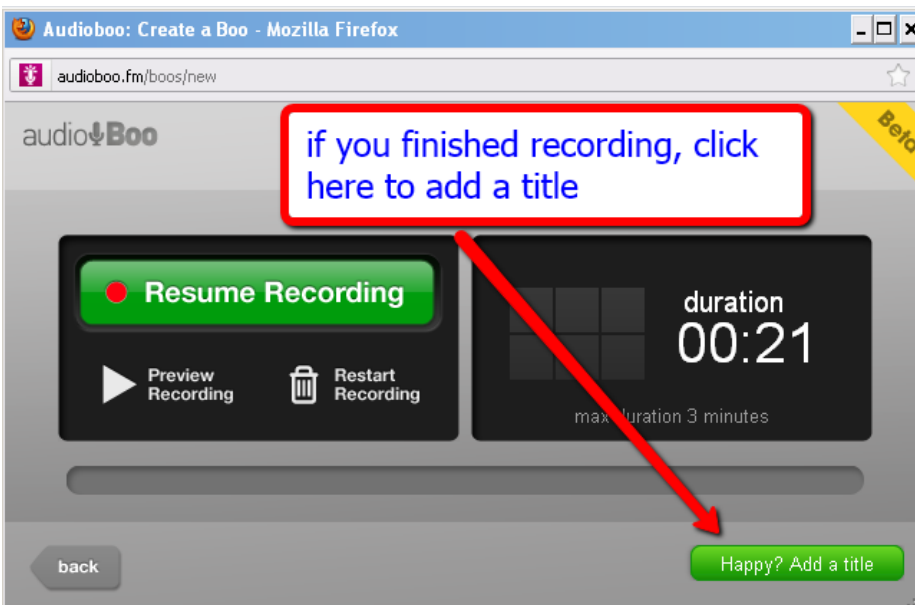 Audioboo: Create a Boo - Mozilla Firefox
audioboo.fm/boos/new
audioBoo
Beta
if you finished recording, click
here to add a title
Resume Recording
Preview
Recording
Restart
Recording
duration
00:21
max duration 3 minutes
back
Happy? Add a title